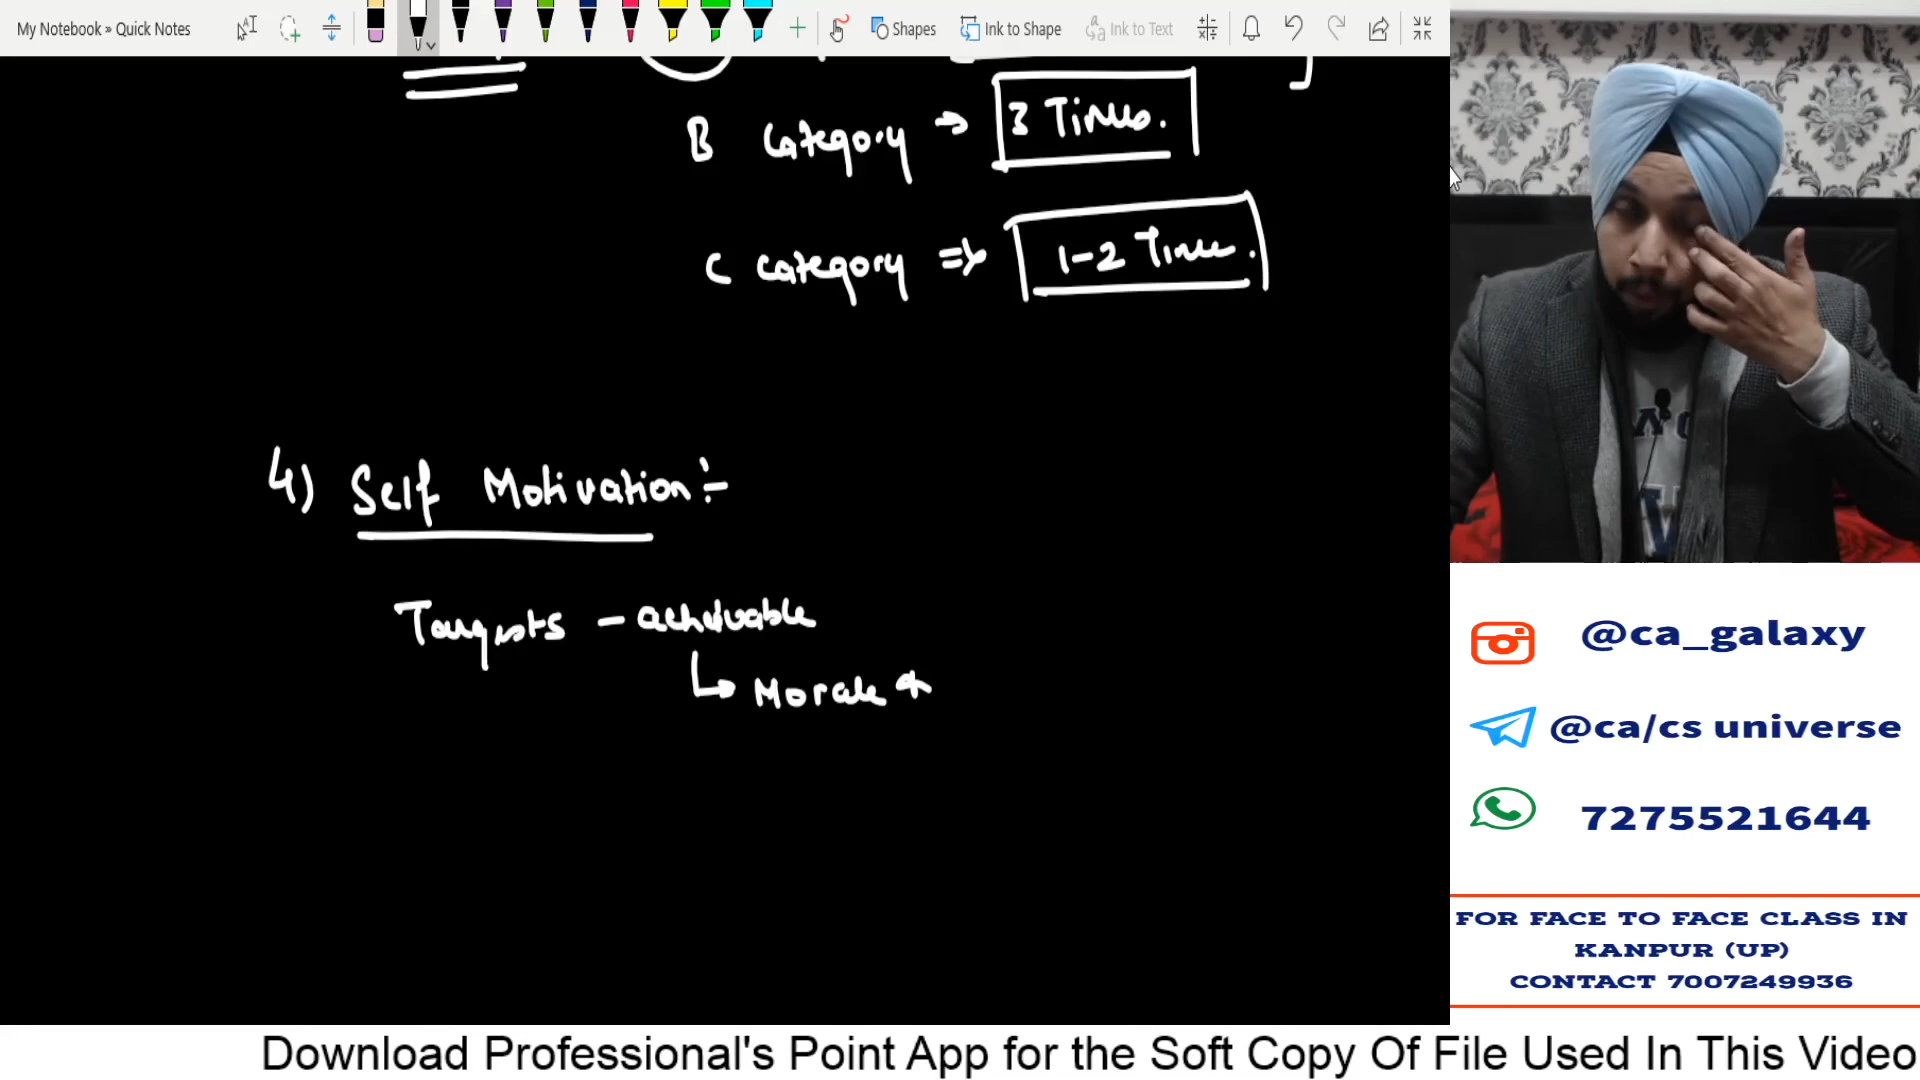 My Notebook » Quick Notes
Shapes
Ink to Shape
Ink to Text
B Category → 3 Times.
C Category ⇒ 1-2 Times.
4) Self Motivation :-
Targets - achievable
↳ Morale ↑
@ca_galaxy
@ca/cs universe
7275521644
FOR FACE TO FACE CLASS IN
KANPUR (UP)
CONTACT 7007249936
Download Professional's Point App for the Soft Copy Of File Used In This Video